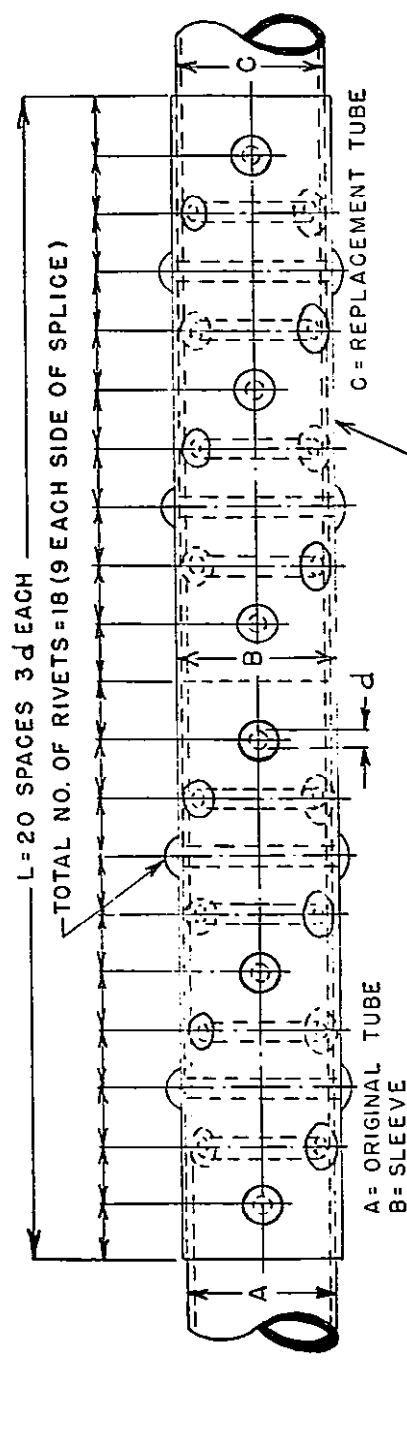 L=20 SPACES 3d EACH
TOTAL NO. OF RIVETS=18(9 EACH SIDE OF SPLICE)
A
B
C
d
A= ORIGINAL TUBE
B= SLEEVE
C= REPLACEMENT TUBE